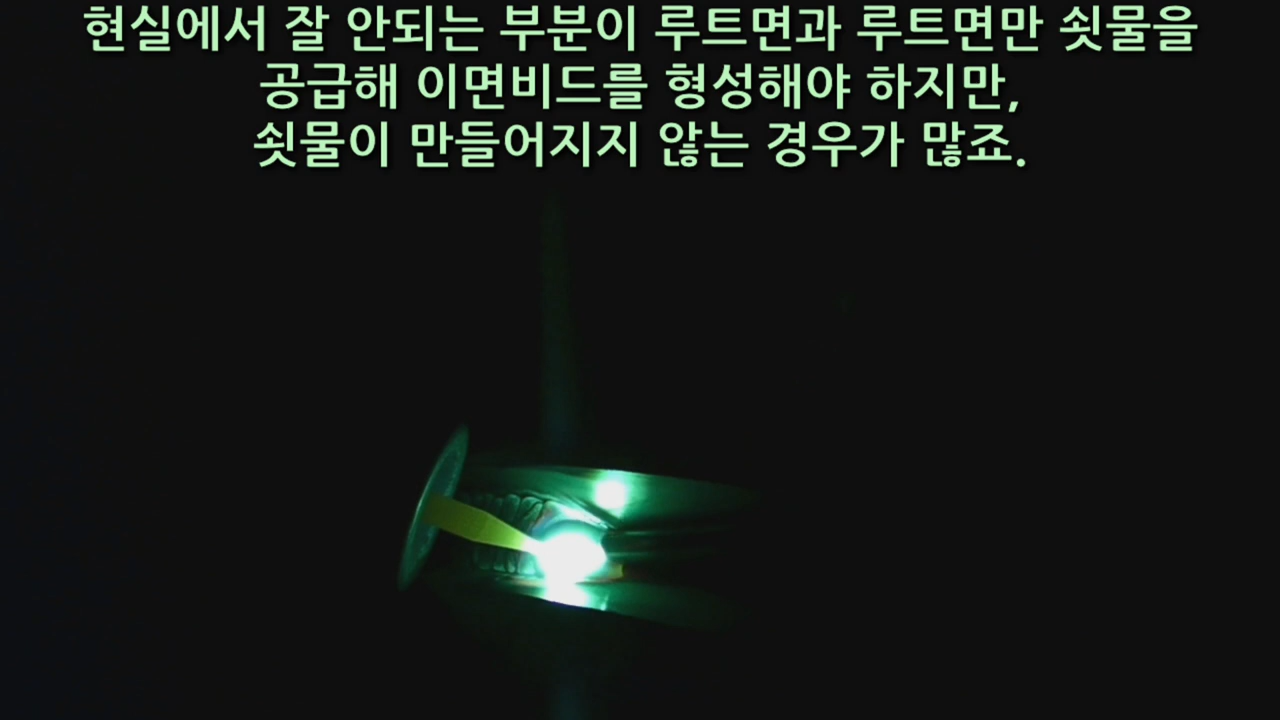 현실에서 잘 안되는 부분이 루트면과 루트면만 쇳물을
공급해 이면비드를 형성해야 하지만,
쇳물이 만들어지지 않는 경우가 많죠.